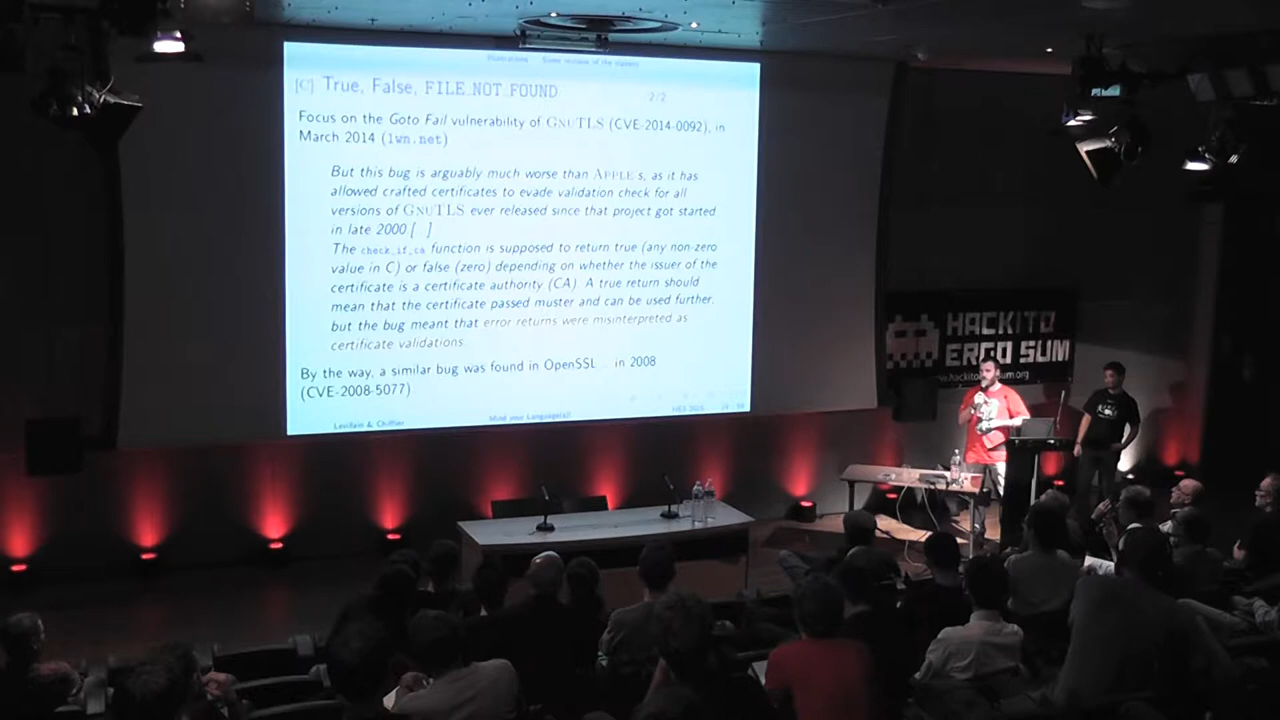 Illustrations Some reviews of the classics
[C] True, False, FILE_NOT_FOUND 2/2
Focus on the Goto Fail vulnerability of GNUTLS (CVE-2014-0092), in
March 2014 (lwn.net)
But this bug is arguably much worse than APPLE's, as it has
allowed crafted certificates to evade validation check for all
versions of GNUTLS ever released since that project got started
in late 2000.[...]
The check_if_ca function is supposed to return true (any non-zero
value in C) or false (zero) depending on whether the issuer of the
certificate is a certificate authority (CA). A true return should
mean that the certificate passed muster and can be used further,
but the bug meant that error returns were misinterpreted as
certificate validations.
By the way, a similar bug was found in OpenSSL... in 2008
(CVE-2008-5077)
Levillain & Chifflier Mind your Language(s)!
HACKITO
ERGO SUM